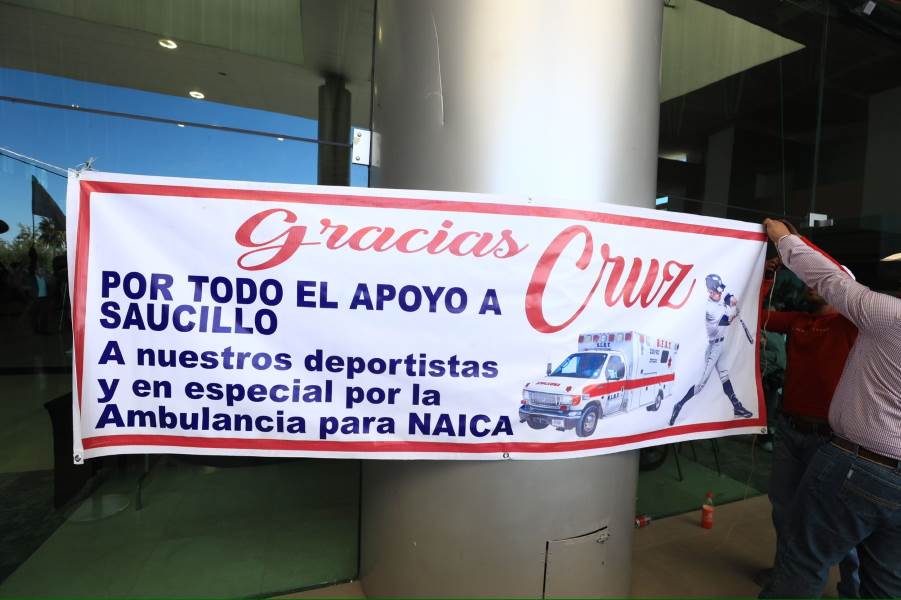 Gracias Cruz
POR TODO EL APOYO A
SAUCILLO
A nuestros deportistas
y en especial por la
Ambulancia para NAICA